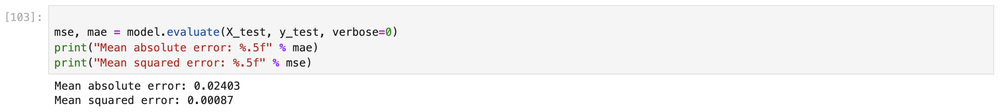 [103]:
mse, mae = model.evaluate(X_test, y_test, verbose=0)
print("Mean absolute error: %.5f" % mae)
print("Mean squared error: %.5f" % mse)
Mean absolute error: 0.02403
Mean squared error: 0.00087